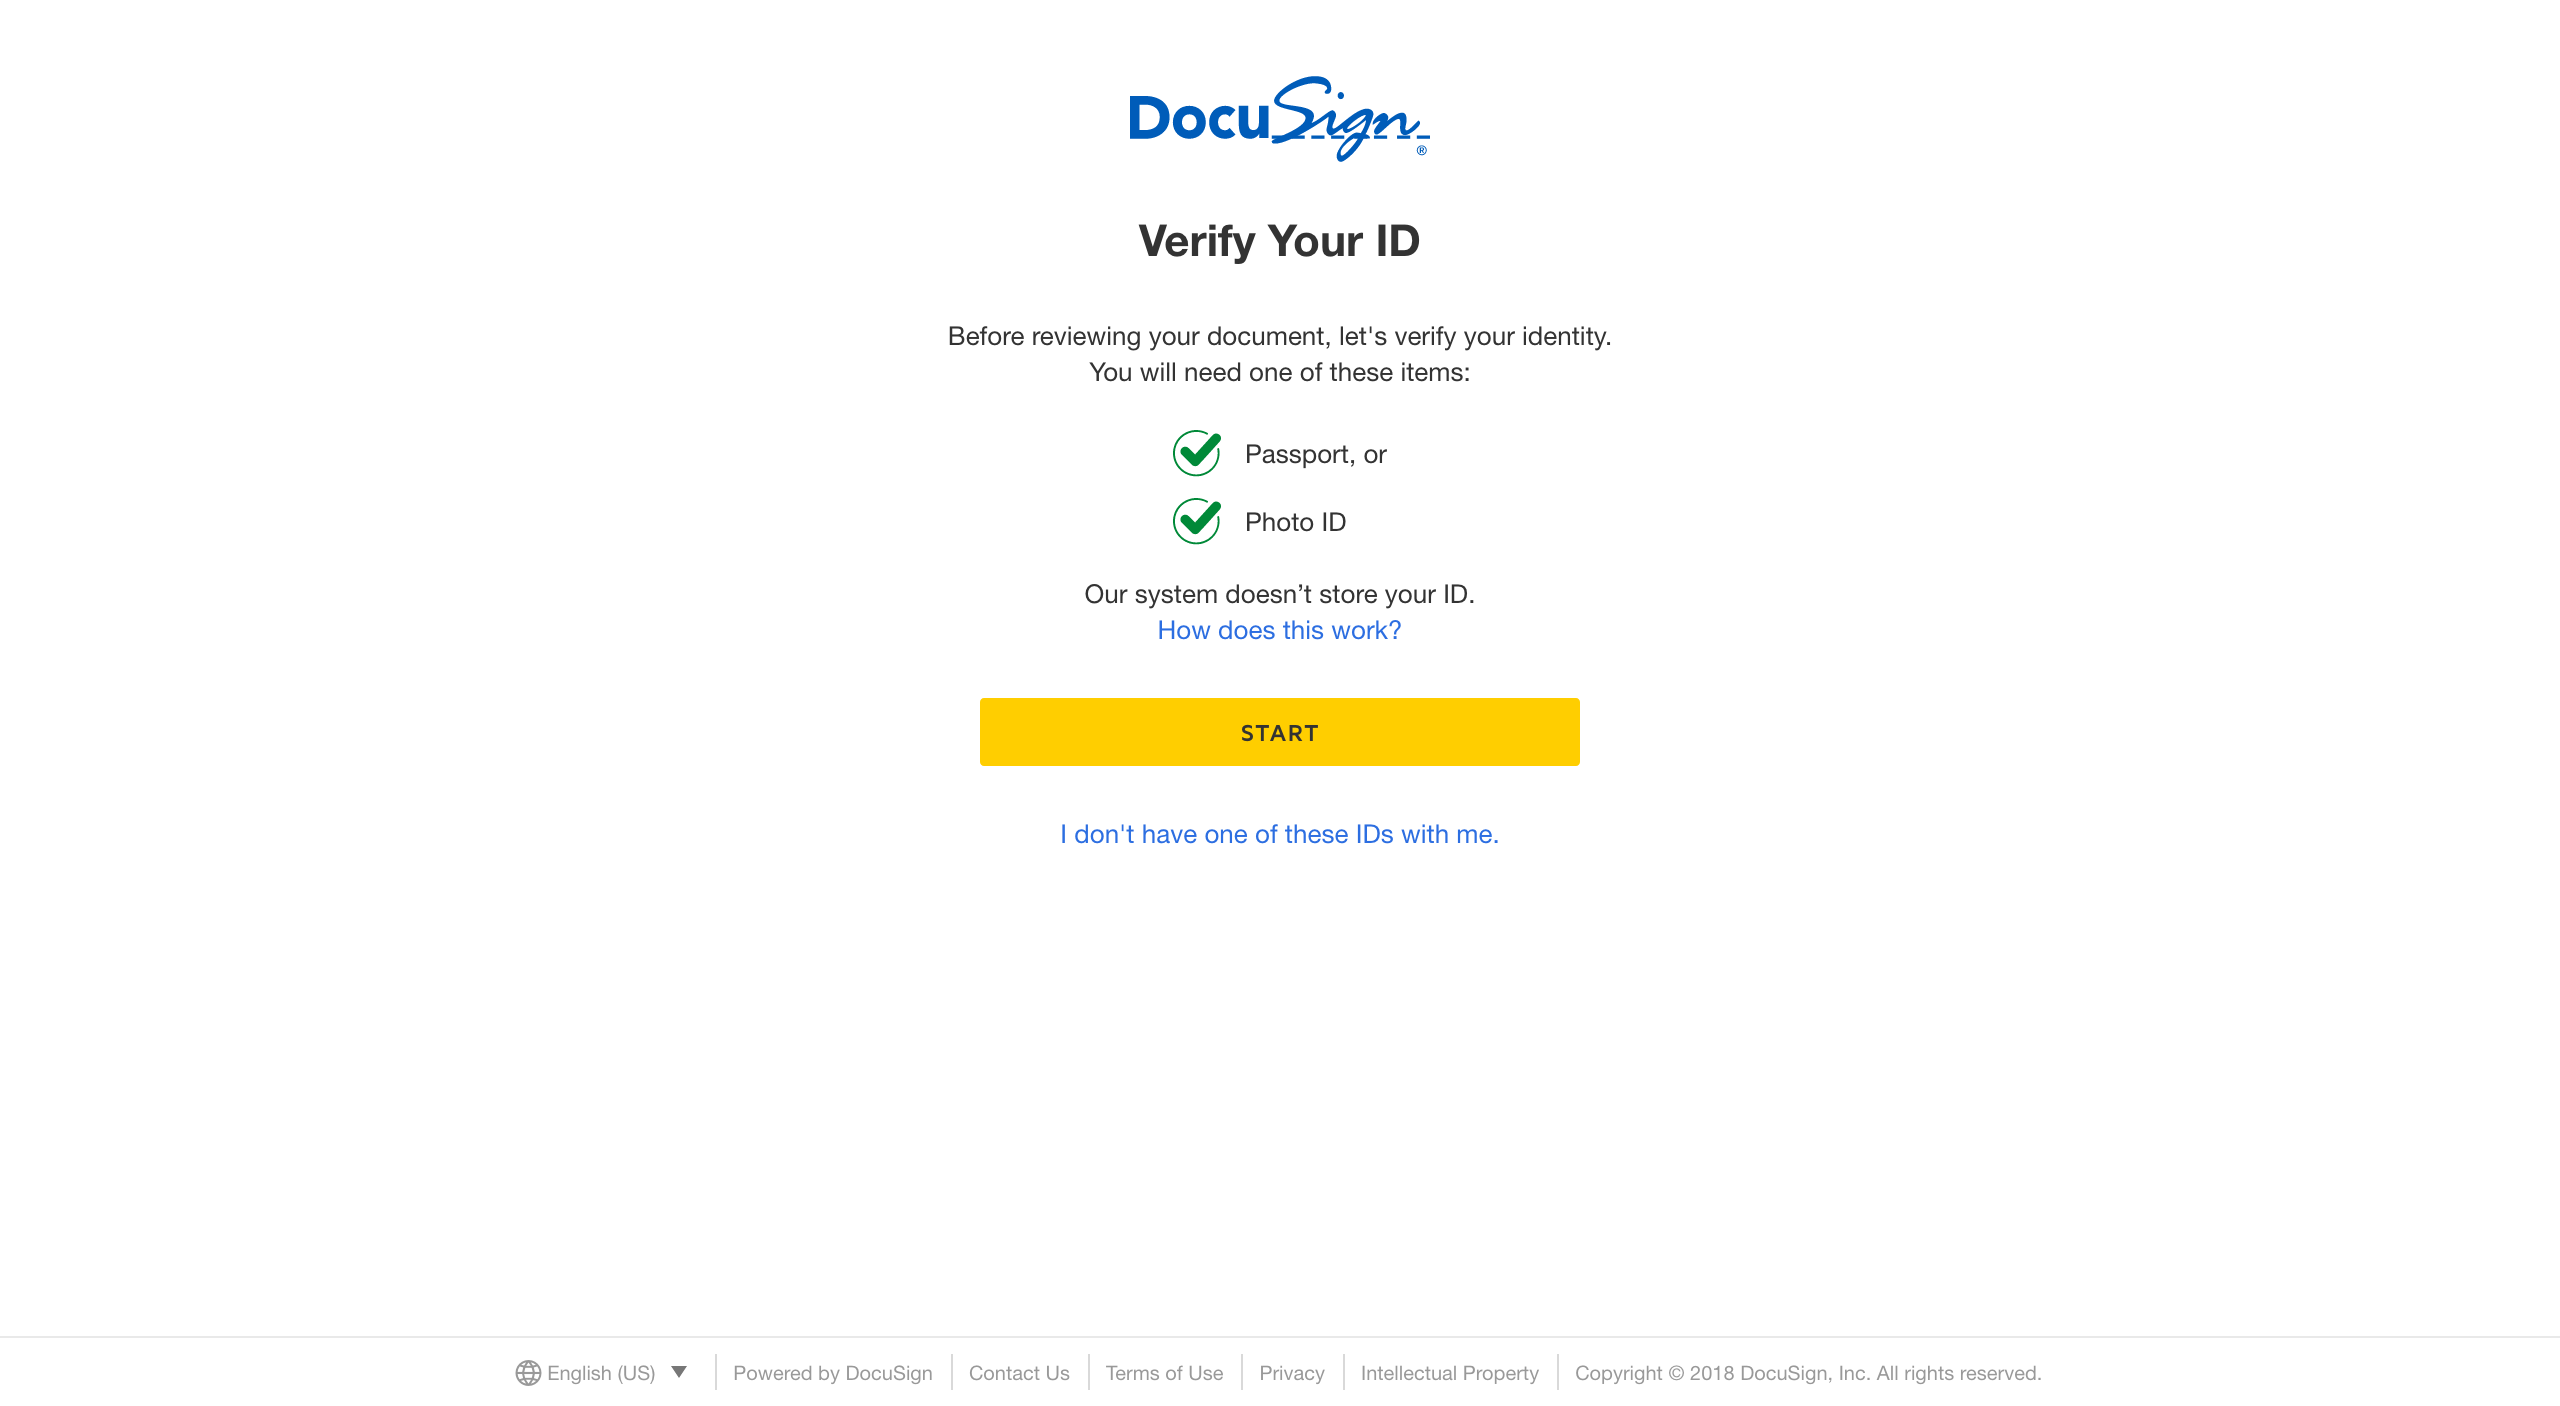 DocuSign®
Verify Your ID
Before reviewing your document, let's verify your identity.
You will need one of these items:
Passport, or
Photo ID
Our system doesn’t store your ID.
How does this work?
START
I don't have one of these IDs with me.
English (US) Powered by DocuSign Contact Us Terms of Use Privacy Intellectual Property Copyright © 2018 DocuSign, Inc. All rights reserved.